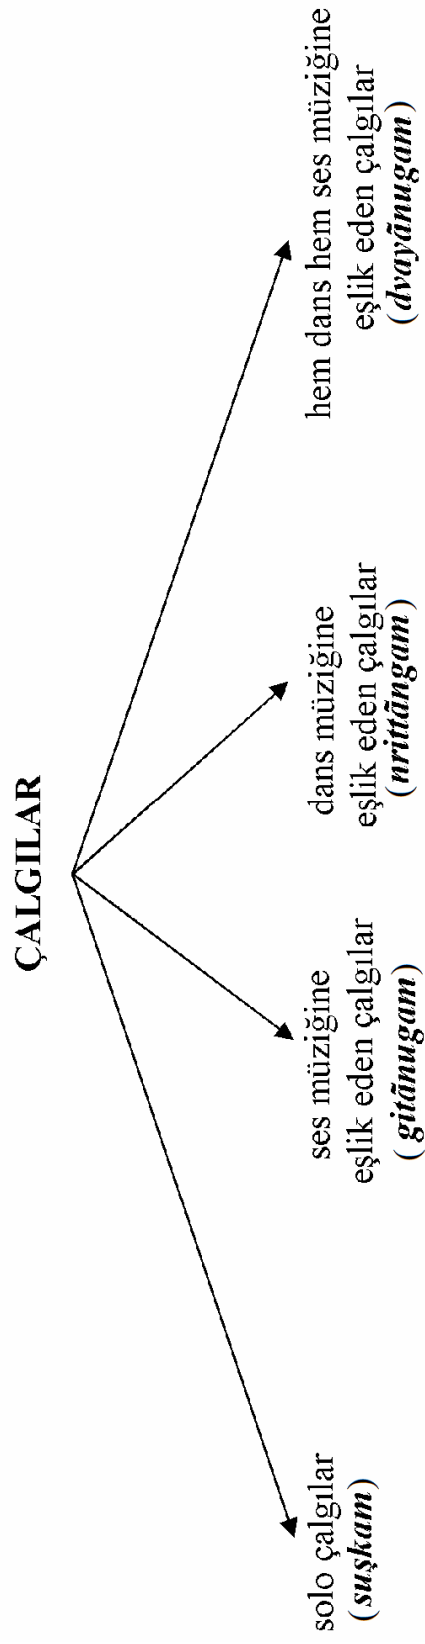 ÇALGILAR
solo çalgılar
(suşkam)
ses müziğine
eşlik eden çalgılar
( gitãnugam)
dans müziğine
eşlik eden çalgılar
(nrittãngam)
hem dans hem ses müziğine
eşlik eden çalgılar
(dvayãnugam)